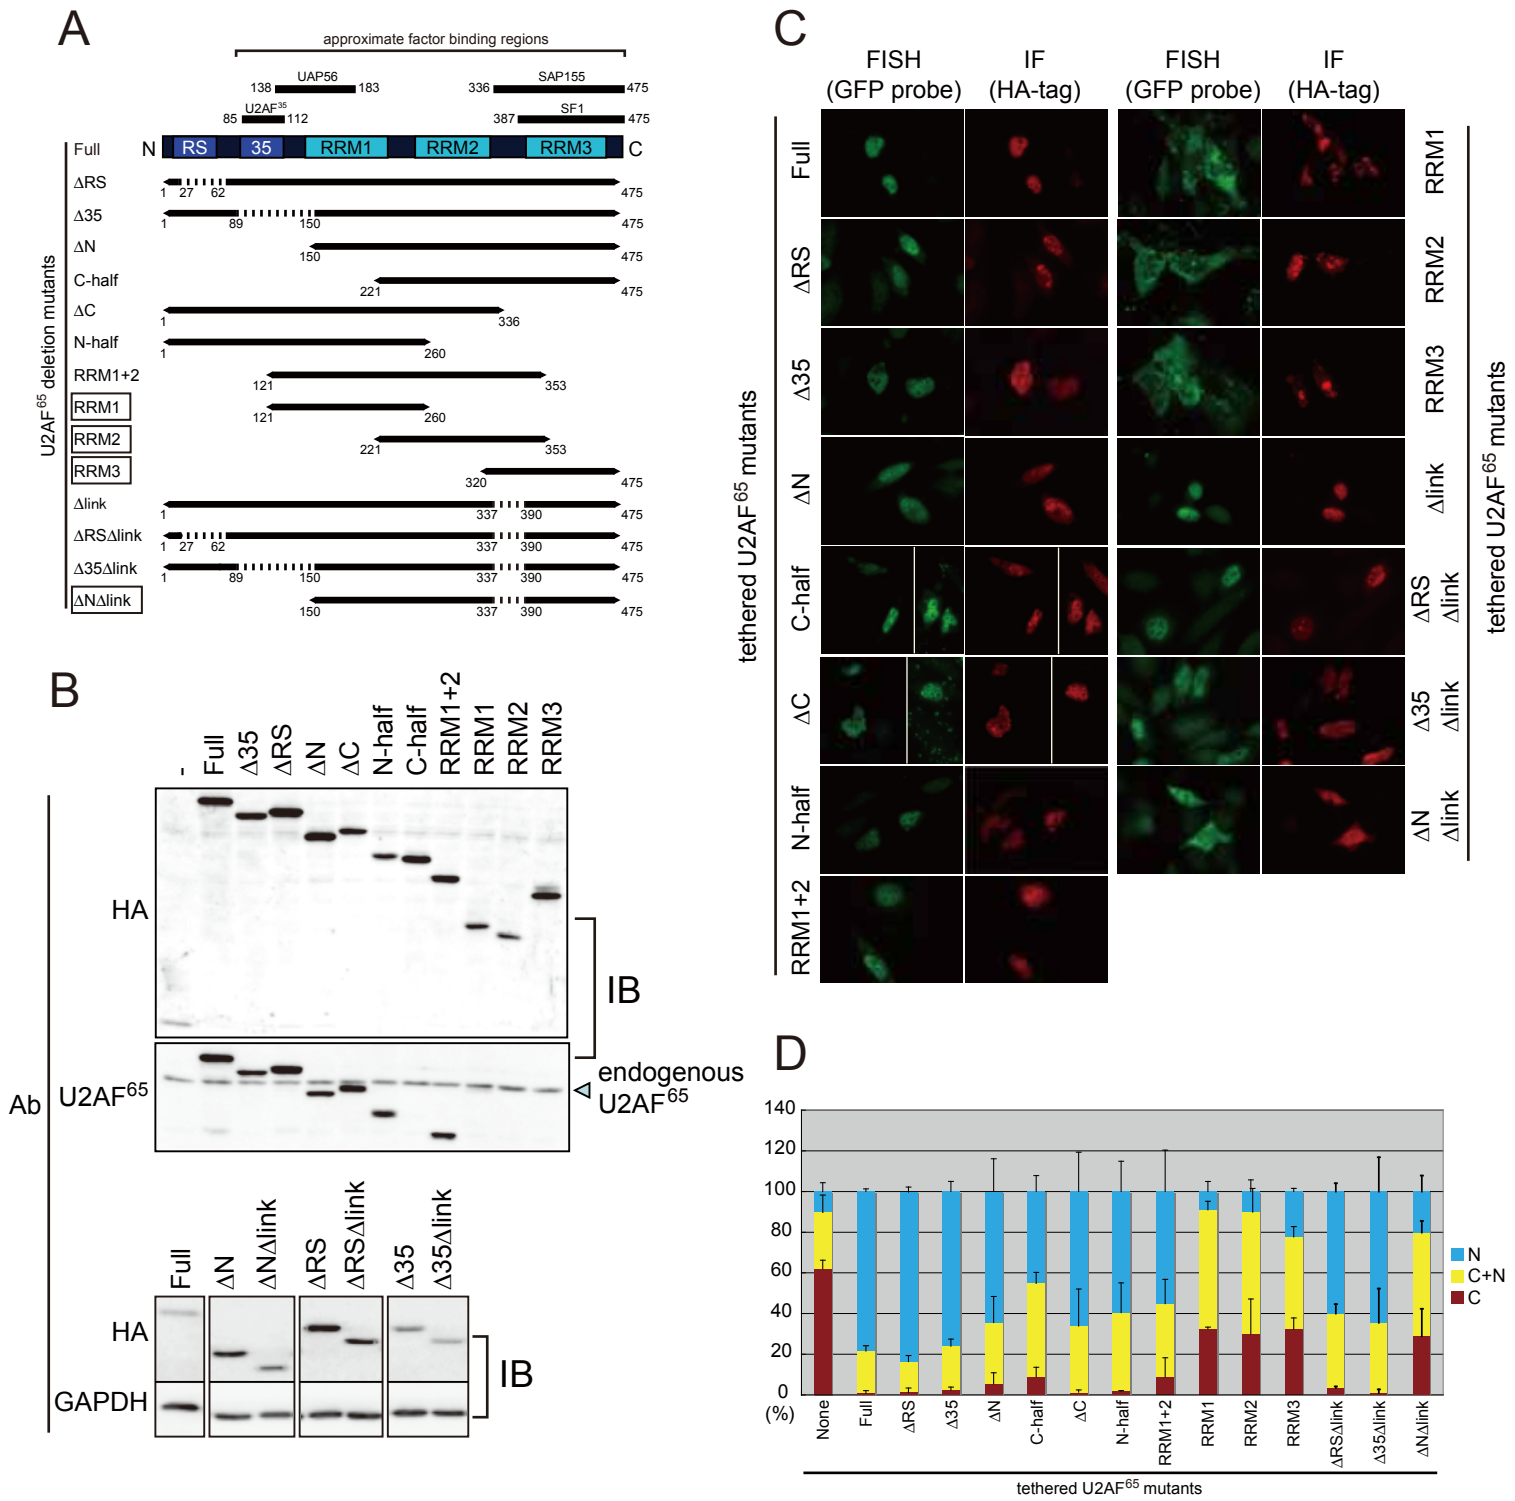 A
approximate factor binding regions
138 UAP56 183
336 SAP155 475
85 U2AF35 112
387 SF1 475
Full N RS 35 RRM1 RRM2 RRM3 C
U2AF65 deletion mutants
ΔRS
1 27 62 475
Δ35
1 89 150 475
ΔN
150 475
C-half
221 475
ΔC
1 336
N-half
1 260
RRM1+2
121 353
RRM1
121 260
RRM2
221 353
RRM3
320 475
Δlink
1 337 390 475
ΔRSΔlink
1 27 62 337 390 475
Δ35Δlink
1 89 150 337 390 475
ΔNΔlink
150 337 390 475
B
- Full Δ35 ΔRS ΔN ΔC N-half C-half RRM1+2 RRM1 RRM2 RRM3
HA
IB
Ab
U2AF65
endogenous
U2AF65
Full ΔN ΔNΔlink ΔRS ΔRSΔlink Δ35 Δ35Δlink
HA
GAPDH
IB
C
FISH
(GFP probe)
IF
(HA-tag)
FISH
(GFP probe)
IF
(HA-tag)
tethered U2AF65 mutants
Full
ΔRS
Δ35
ΔN
C-half
ΔC
N-half
RRM1+2
RRM1
RRM2
RRM3
Δlink
ΔRS
Δlink
Δ35
Δlink
ΔN
Δlink
tethered U2AF65 mutants
D
140
120
100
80
60
40
20
0
(%)
N
C+N
C
None Full ΔRS Δ35 ΔN C-half ΔC N-half RRM1+2 RRM1 RRM2 RRM3 ΔRSΔlink Δ35Δlink ΔNΔlink
tethered U2AF65 mutants